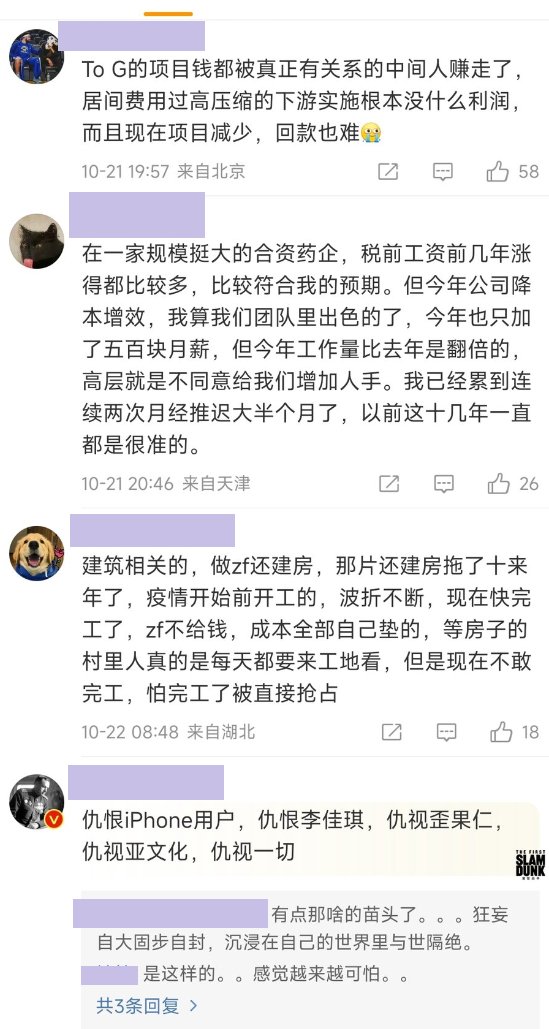 To G的项目钱都被真正有关系的中间人赚走了，
居间费用过高压缩的下游实施根本没什么利润，
而且现在项目减少，回款也难😭
10-21 19:57 来自北京
58
在一家规模挺大的合资药企，税前工资前几年涨
得都比较多，比较符合我的预期。但今年公司降
本增效，我算我们团队里出色的了，今年也只加
了五百块月薪，但今年工作量比去年是翻倍的，
高层就是不同意给我们增加人手。我已经累到连
续两次月经推迟大半个月了，以前这十几年一直
都是很准的。
10-21 20:46 来自天津
26
建筑相关的，做zf还建房，那片还建房拖了十来
年了，疫情开始前开工的，波折不断，现在快完
工了，zf不给钱，成本全部自己垫的，等房子的
村里人真的是每天都要来工地看，但是现在不敢
完工，怕完工了被直接抢占
10-22 08:48 来自湖北
18
仇恨iPhone用户，仇恨李佳琪，仇视歪果仁，
仇视亚文化，仇视一切
THE FIRST
SLAM
DUNK
有点那啥的苗头了。。。狂妄
自大固步自封，沉浸在自己的世界里与世隔绝。
是这样的。。感觉越来越可怕。。
共3条回复 >